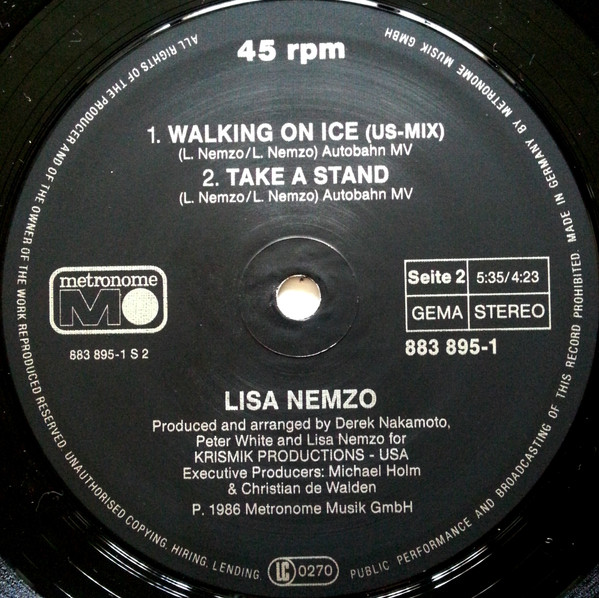 45 rpm
1. WALKING ON ICE (US-MIX)
(L. Nemzo/L. Nemzo) Autobahn MV
2. TAKE A STAND
(L. Nemzo/L. Nemzo) Autobahn MV
metronome
MO
883 895-1 S 2
Seite 2 5:35/4:23
GEMA STEREO
883 895-1
LISA NEMZO
Produced and arranged by Derek Nakamoto,
Peter White and Lisa Nemzo for
KRISMIK PRODUCTIONS - USA
Executive Producers: Michael Holm
& Christian de Walden
P. 1986 Metronome Musik GmbH
ALL RIGHTS OF THE PRODUCER AND OF THE OWNER OF THE WORK REPRODUCED RESERVED. UNAUTHORISED COPYING, HIRING, LENDING, PUBLIC PERFORMANCE AND BROADCASTING OF THIS RECORD PROHIBITED. MADE IN GERMANY BY METRONOME MUSIK GMBH
LC 0270